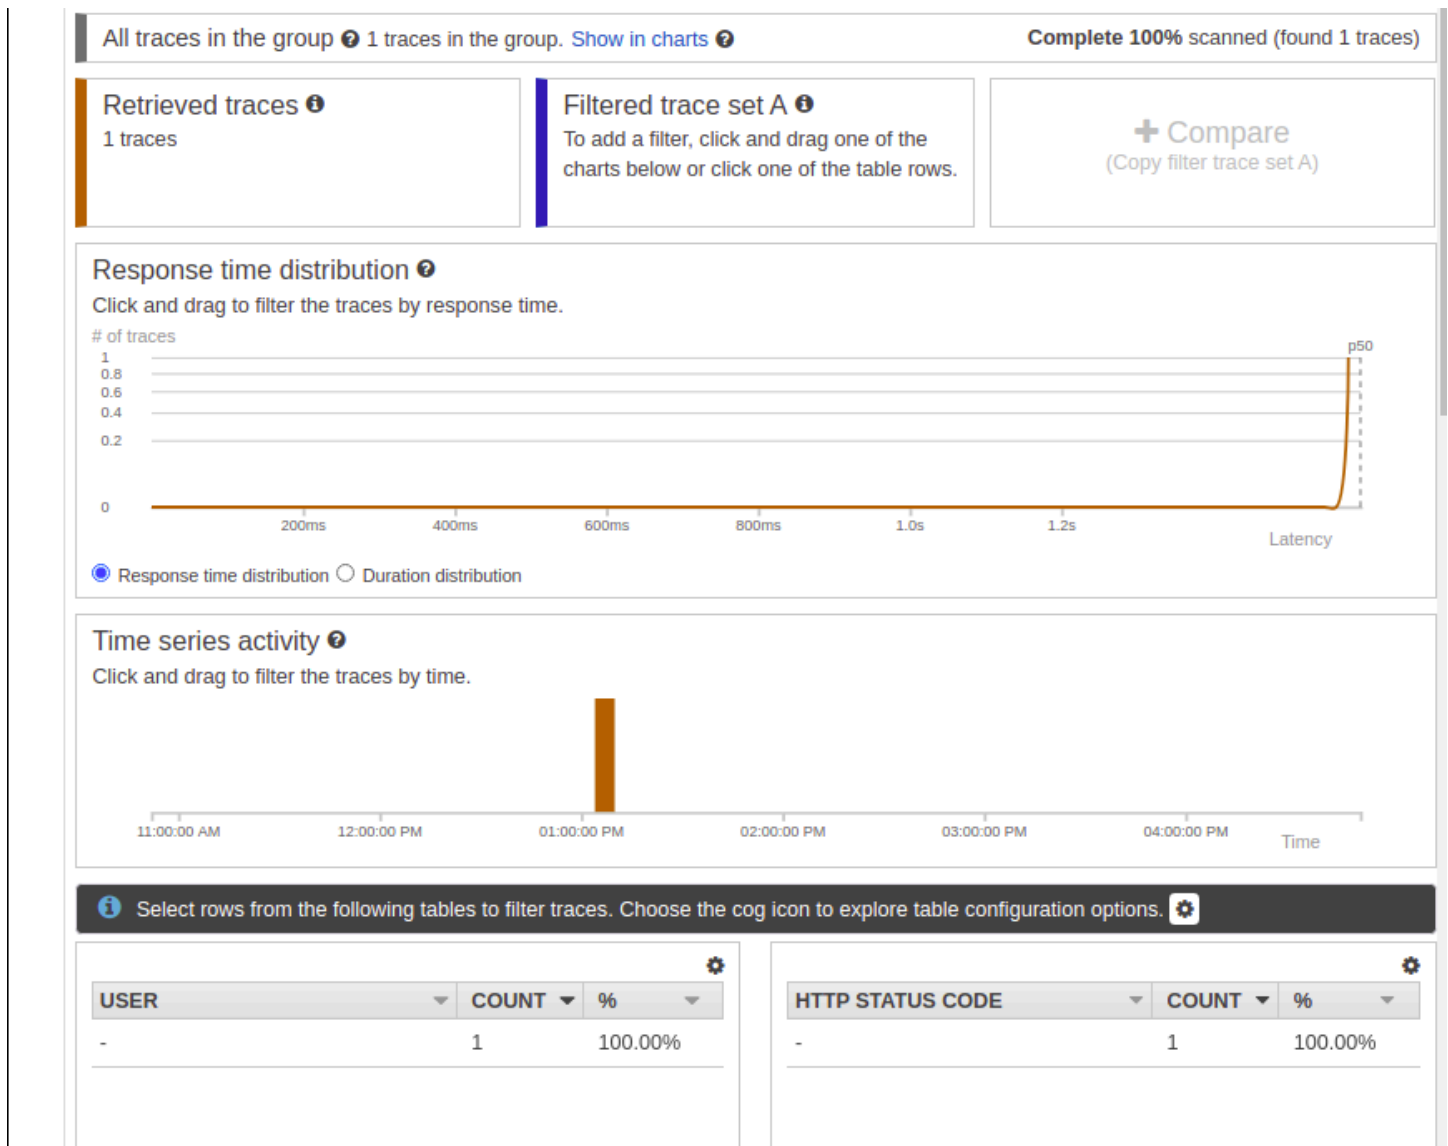 All traces in the group 1 traces in the group. Show in charts Complete 100% scanned (found 1 traces)
Retrieved traces
1 traces
Filtered trace set A
To add a filter, click and drag one of the
charts below or click one of the table rows.
Compare
(Copy filter trace set A)
Response time distribution
Click and drag to filter the traces by response time.
# of traces
p50
1
0.8
0.6
0.4
0.2
0
200ms 400ms 600ms 800ms 1.0s 1.2s
Latency
Response time distribution Duration distribution
Time series activity
Click and drag to filter the traces by time.
11:00:00 AM 12:00:00 PM 01:00:00 PM 02:00:00 PM 03:00:00 PM 04:00:00 PM
Time
Select rows from the following tables to filter traces. Choose the cog icon to explore table configuration options.
USER COUNT %
- 1 100.00%
HTTP STATUS CODE COUNT %
- 1 100.00%